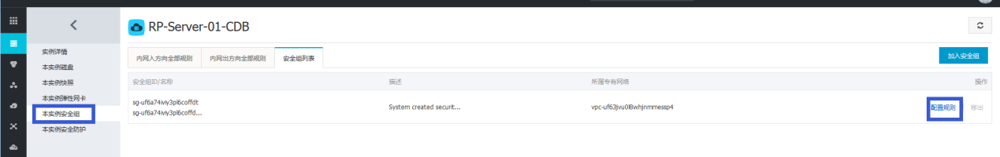 RP-Server-01-CDB
实例详情
本实例磁盘
本实例快照
本实例弹性网卡
本实例安全组
本实例安全防护
内网入方向全部规则 内网出方向全部规则 安全组列表 加入安全组
安全组ID/名称 描述 所属专有网络 操作
sg-uf6a74iviy3pl6coffdt System created securit... vpc-uf63jvu0l8whjnmmessp4 配置规则 移出
sg-uf6a74iviy3pl6coffd...